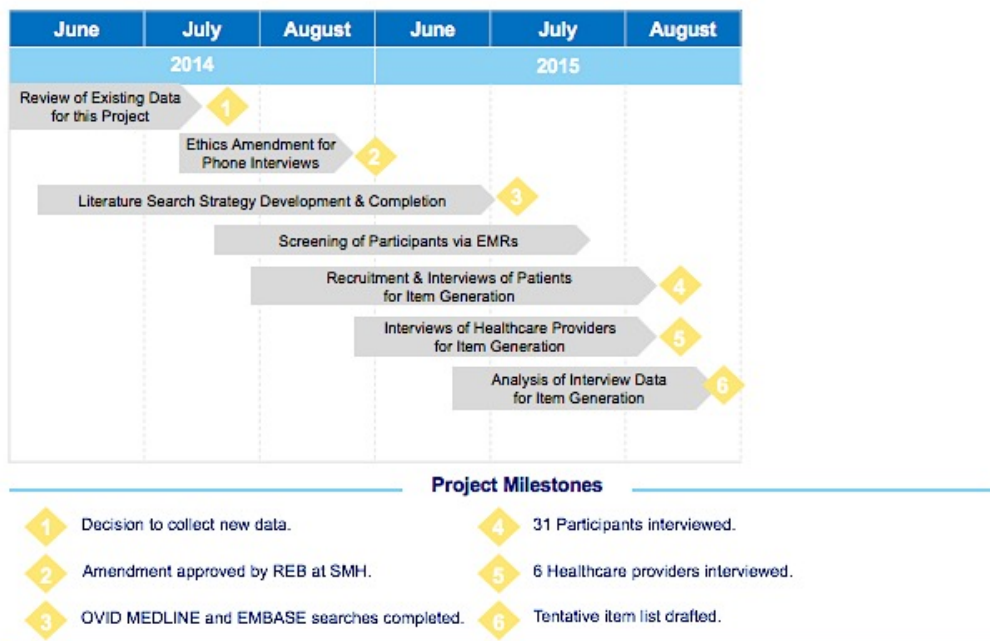 June July August June July August
2014 2015
Review of Existing Data
for this Project
1
Ethics Amendment for
Phone Interviews
2
Literature Search Strategy Development & Completion
3
Screening of Participants via EMRs
Recruitment & Interviews of Patients
for Item Generation
4
Interviews of Healthcare Providers
for Item Generation
5
Analysis of Interview Data
for Item Generation
6
Project Milestones
1 Decision to collect new data.
2 Amendment approved by REB at SMH.
3 OVID MEDLINE and EMBASE searches completed.
4 31 Participants interviewed.
5 6 Healthcare providers interviewed.
6 Tentative item list drafted.